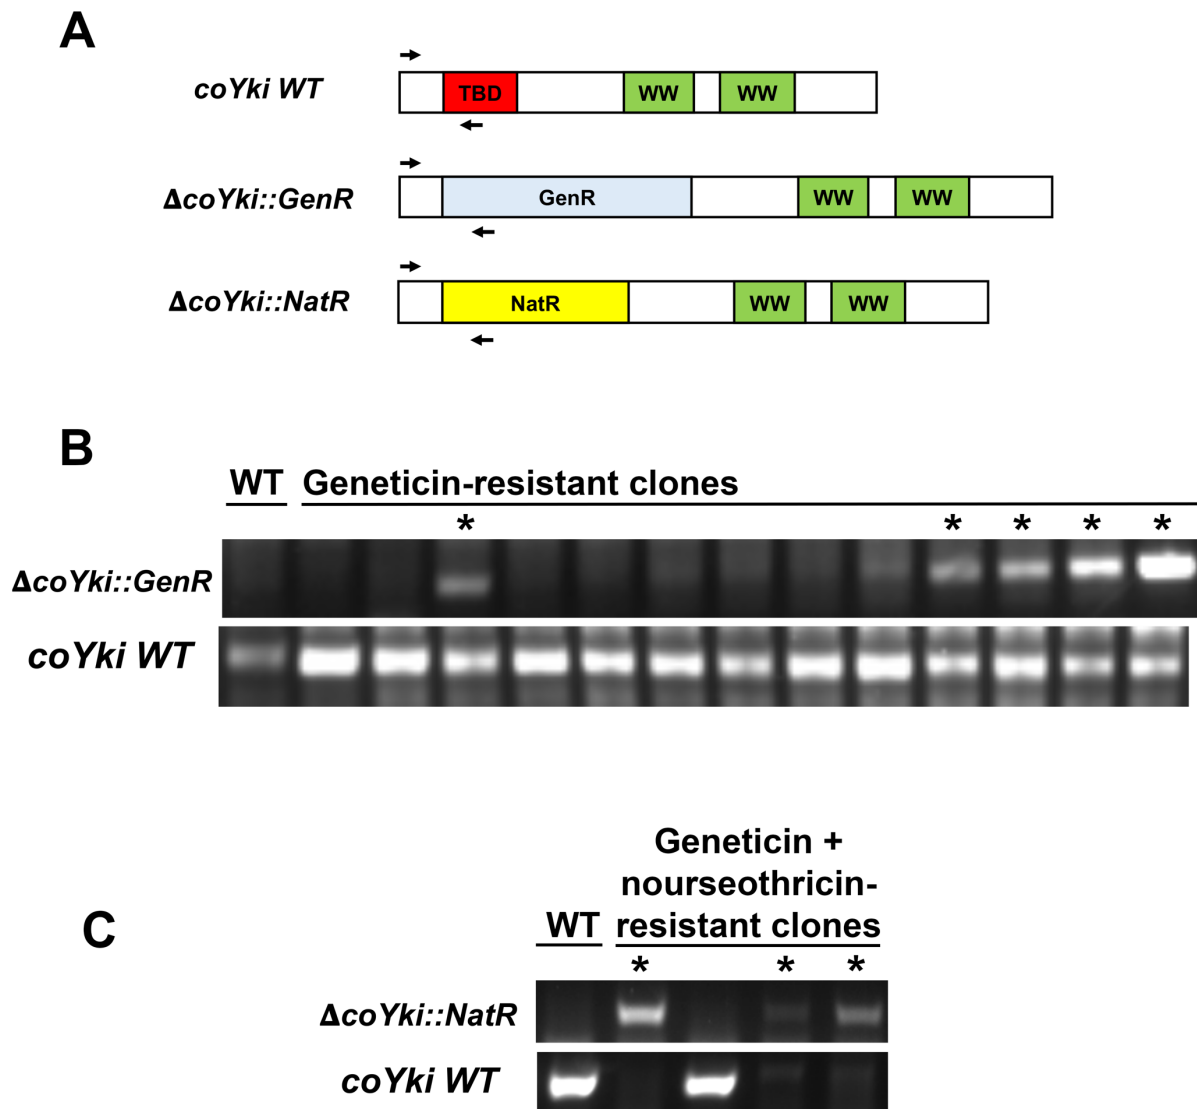 A
coYki WT
TBD
WW
WW
ΔcoYki::GenR
GenR
WW
WW
ΔcoYki::NatR
NatR
WW
WW
B
WT
Geneticin-resistant clones
* * * * *
ΔcoYki::GenR
coYki WT
C
Geneticin +
nourseothricin-
WT resistant clones
* * *
ΔcoYki::NatR
coYki WT